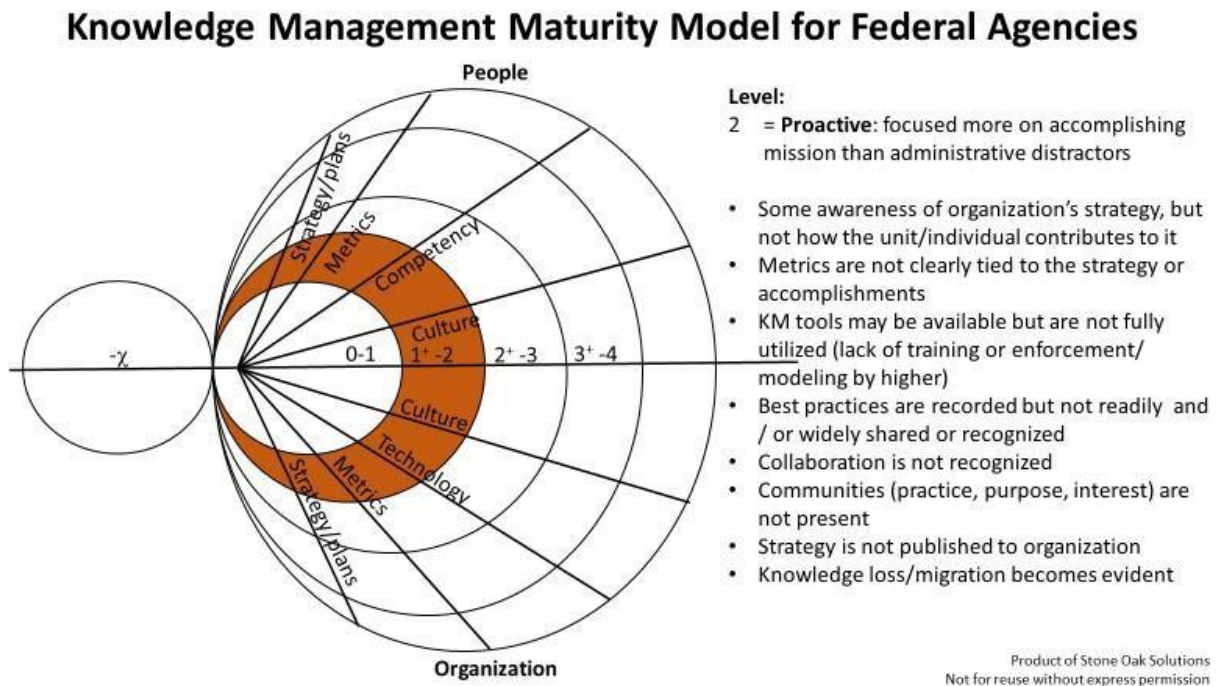 Knowledge Management Maturity Model for Federal Agencies
People
Strategy/plans
Metrics
Competency
Culture
-χ
0-1
1⁺ -2
2⁺ -3
3⁺ -4
Culture
Technology
Metrics
Strategy/plans
Organization
Level:
2 = Proactive: focused more on accomplishing
mission than administrative distractors
• Some awareness of organization’s strategy, but
not how the unit/individual contributes to it
• Metrics are not clearly tied to the strategy or
accomplishments
• KM tools may be available but are not fully
utilized (lack of training or enforcement/
modeling by higher)
• Best practices are recorded but not readily and
/ or widely shared or recognized
• Collaboration is not recognized
• Communities (practice, purpose, interest) are
not present
• Strategy is not published to organization
• Knowledge loss/migration becomes evident
Product of Stone Oak Solutions
Not for reuse without express permission